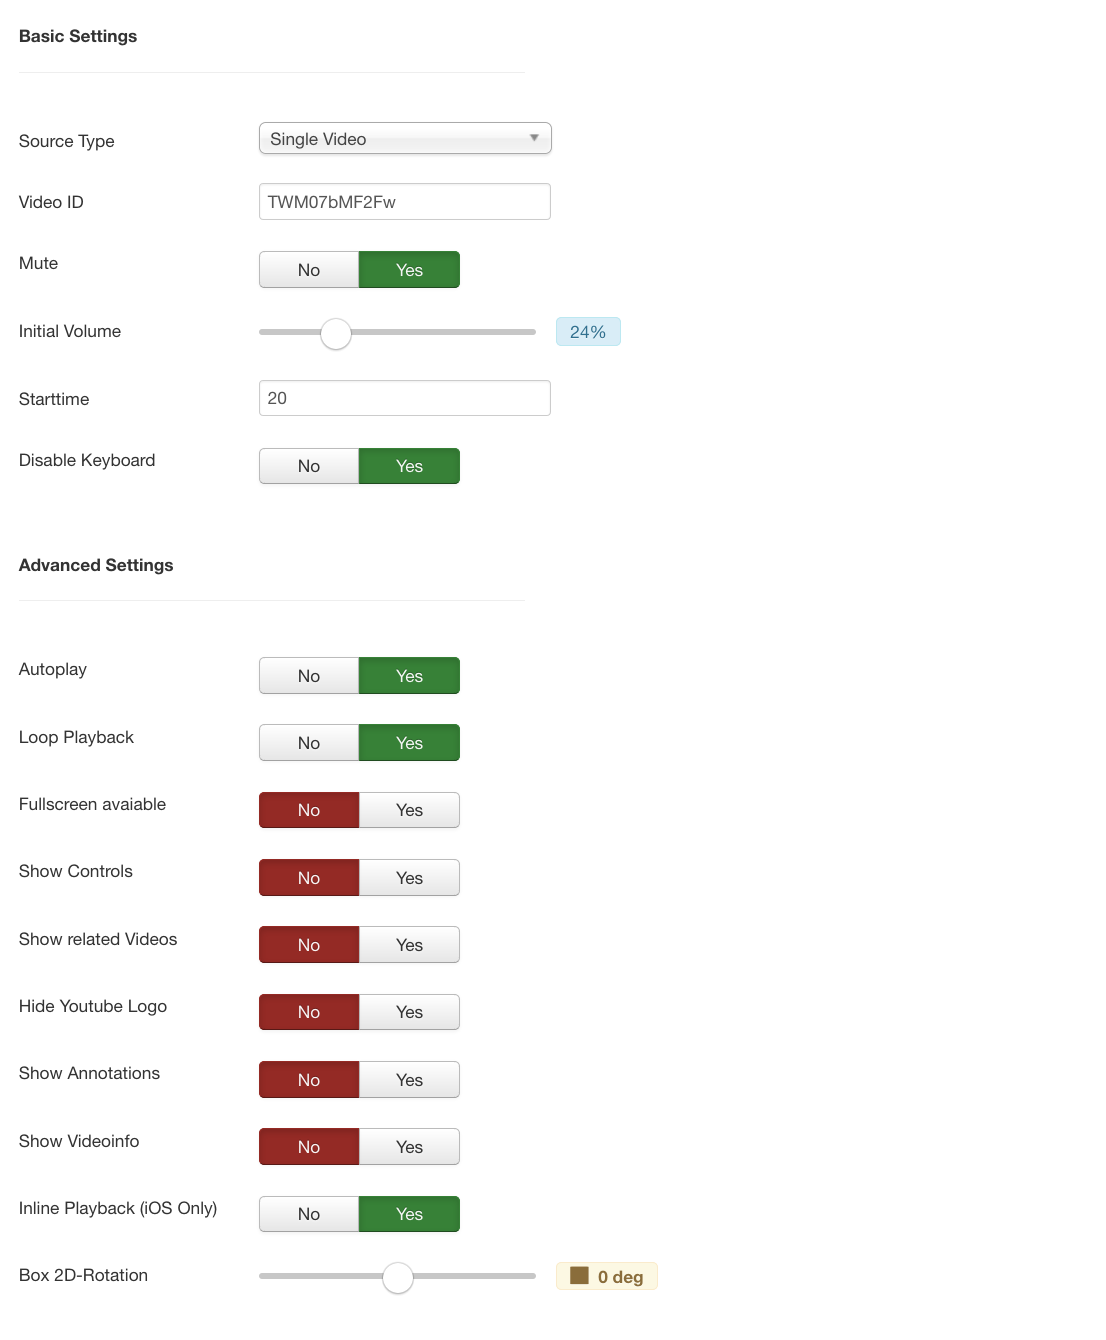 Basic Settings
Source Type Single Video
Video ID TWM07bMF2Fw
Mute No Yes
Initial Volume 24%
Starttime 20
Disable Keyboard No Yes
Advanced Settings
Autoplay No Yes
Loop Playback No Yes
Fullscreen avaiable No Yes
Show Controls No Yes
Show related Videos No Yes
Hide Youtube Logo No Yes
Show Annotations No Yes
Show Videoinfo No Yes
Inline Playback (iOS Only) No Yes
Box 2D-Rotation 0 deg